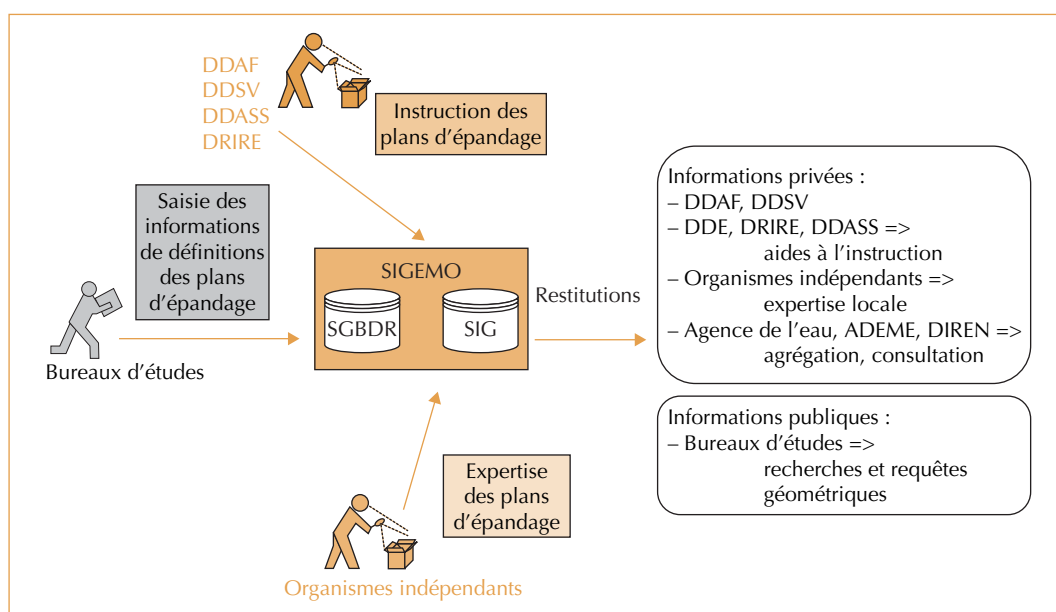 DDAF
DDSV
DDASS
DRIRE
Instruction des
plans d'épandage
Saisie des
informations
de définitions
des plans
d'épandage
Bureaux d'études
SIGEMO
SGBDR
SIG
Restitutions
Expertise
des plans
d'épandage
Organismes indépendants
Informations privées :
– DDAF, DDSV
– DDE, DRIRE, DDASS =>
aides à l'instruction
– Organismes indépendants =>
expertise locale
– Agence de l'eau, ADEME, DIREN =>
agrégation, consultation
Informations publiques :
– Bureaux d'études =>
recherches et requêtes
géométriques